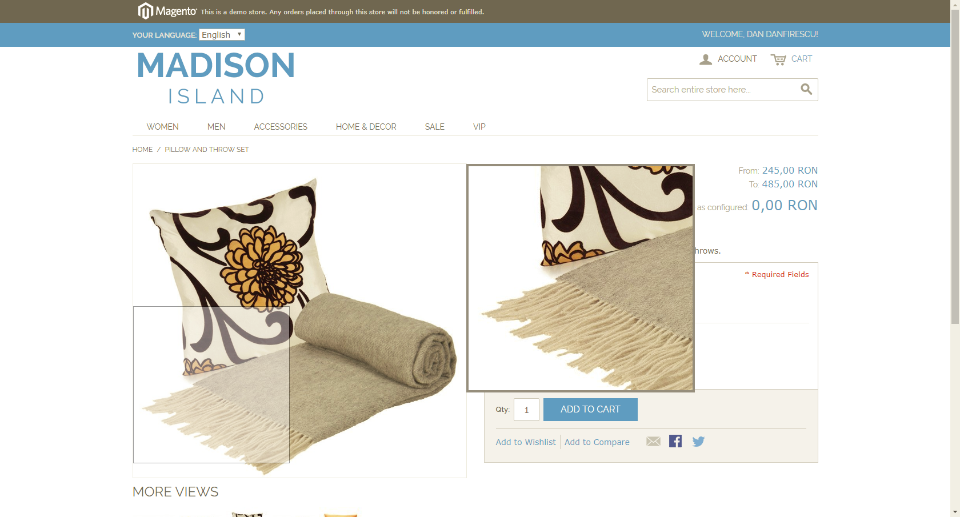 Magento This is a demo store. Any orders placed through this store will not be honored or fulfilled.
YOUR LANGUAGE: English WELCOME, DAN DANFIRESCU!
MADISON
ISLAND
ACCOUNT CART
Search entire store here...
WOMEN MEN ACCESSORIES HOME & DECOR SALE VIP
HOME / PILLOW AND THROW SET
From: 245,00 RON
To: 485,00 RON
as configured: 0,00 RON
hrows.
* Required Fields
Qty: 1 ADD TO CART
Add to Wishlist Add to Compare
MORE VIEWS